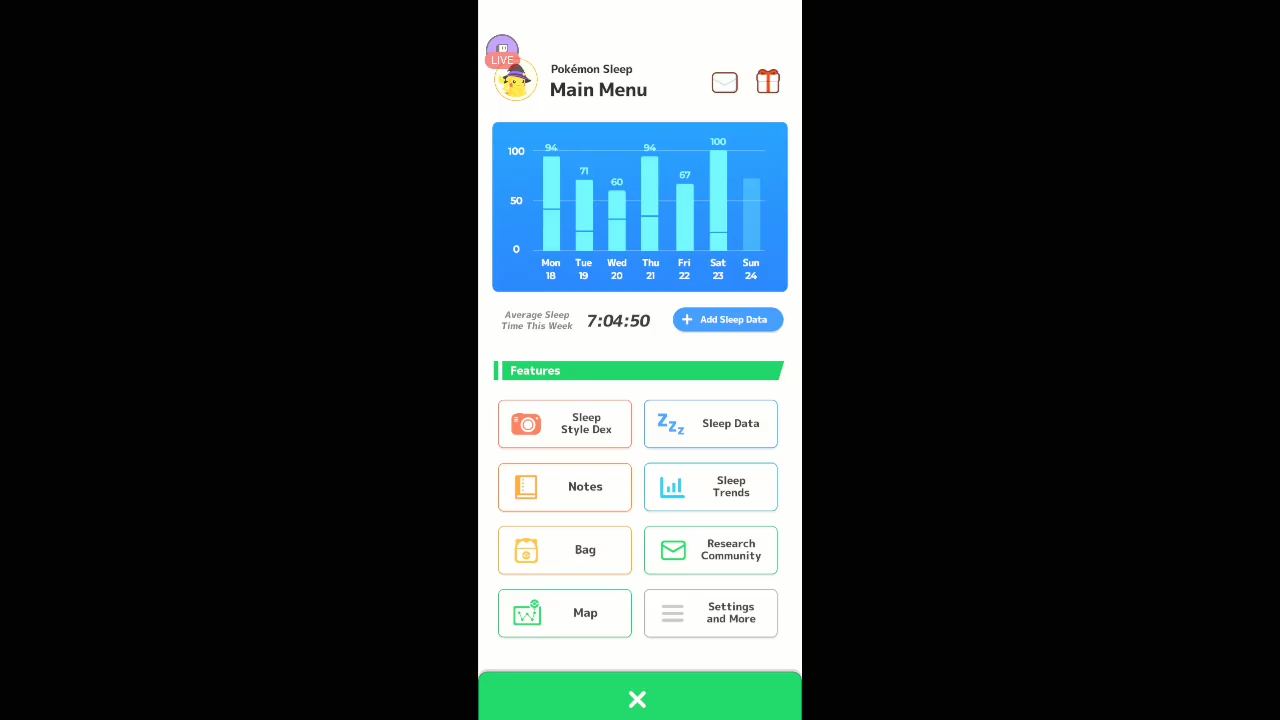 LIVE
Pokémon Sleep
Main Menu
94 71 60 94 67 100
100
50
0
Mon Tue Wed Thu Fri Sat Sun
18 19 20 21 22 23 24
Average Sleep
Time This Week
7:04:50
Add Sleep Data
Features
Sleep
Style Dex
Sleep Data
Notes
Sleep
Trends
Bag
Research
Community
Map
Settings
and More